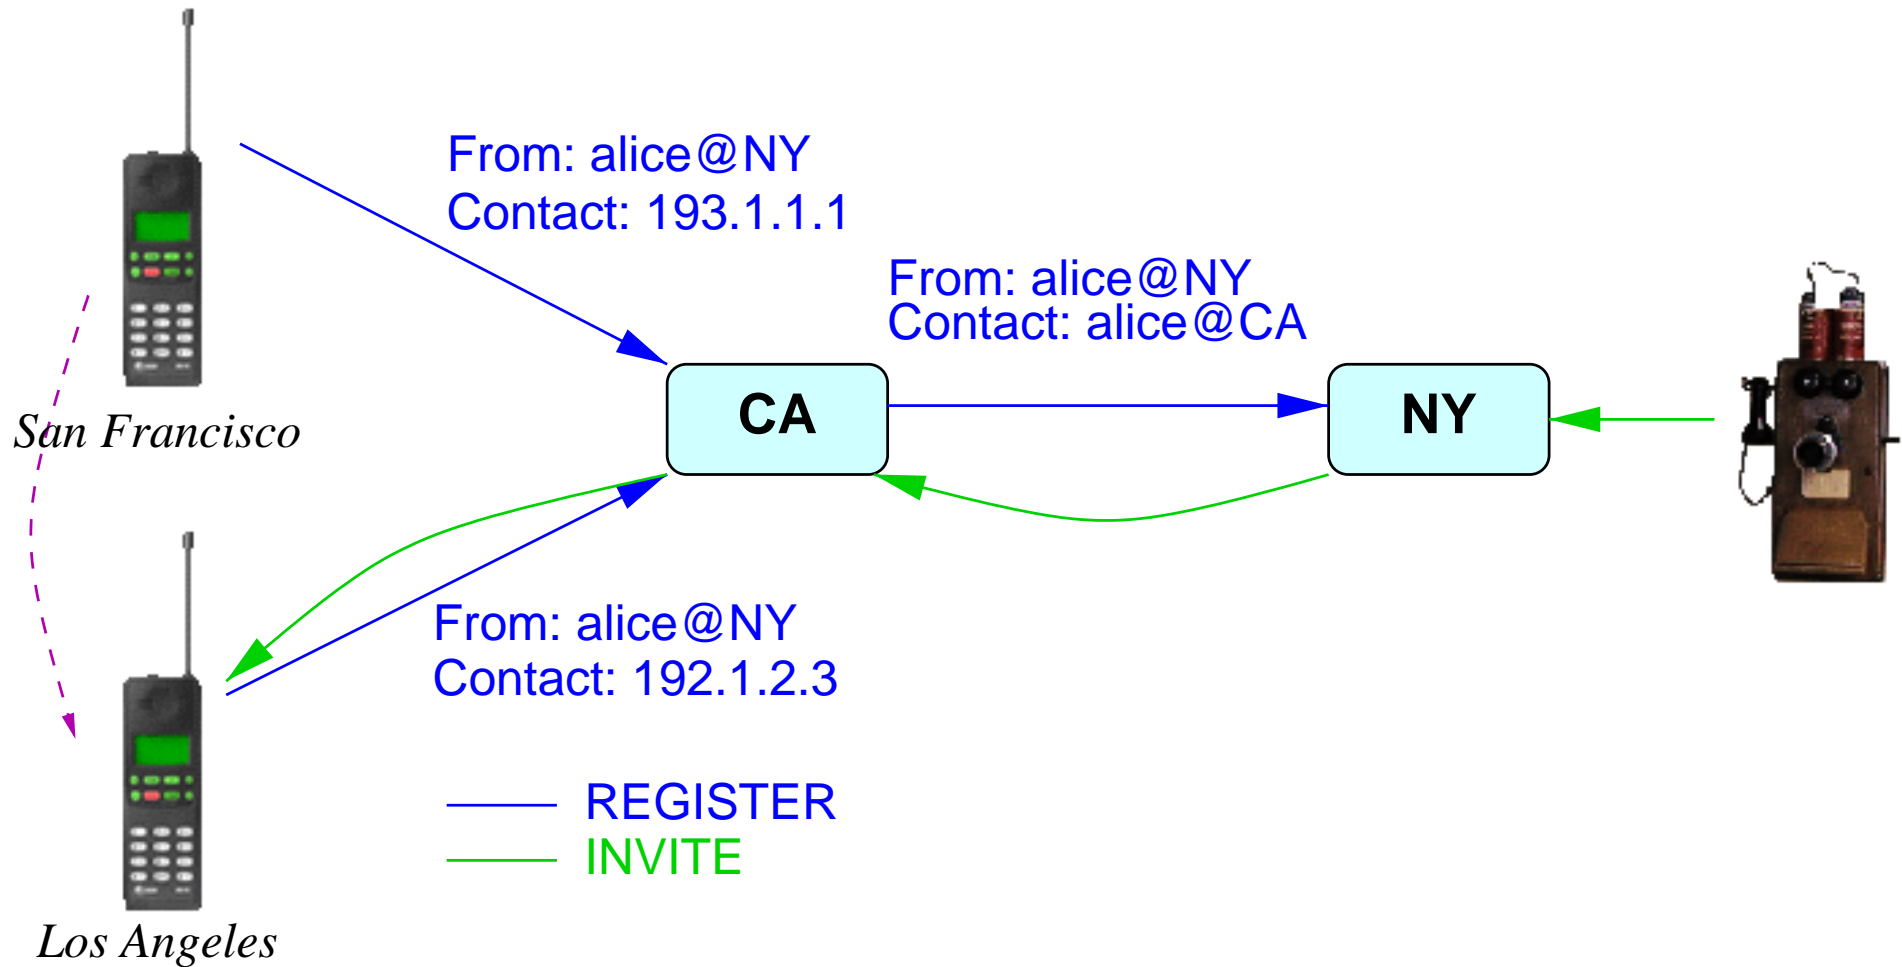 From: alice@NY
Contact: 193.1.1.1
From: alice@NY
Contact: alice@CA
CA
NY
San Francisco
From: alice@NY
Contact: 192.1.2.3
REGISTER
INVITE
Los Angeles